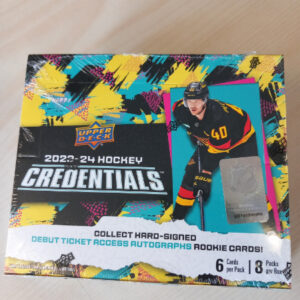 UPPER DECK
2023-24 HOCKEY
CREDENTIALS
40
COLLECT HARD-SIGNED
DEBUT TICKET ACCESS AUTOGRAPHS ROOKIE CARDS!
6 Cards per Pack | 8 Packs per Box